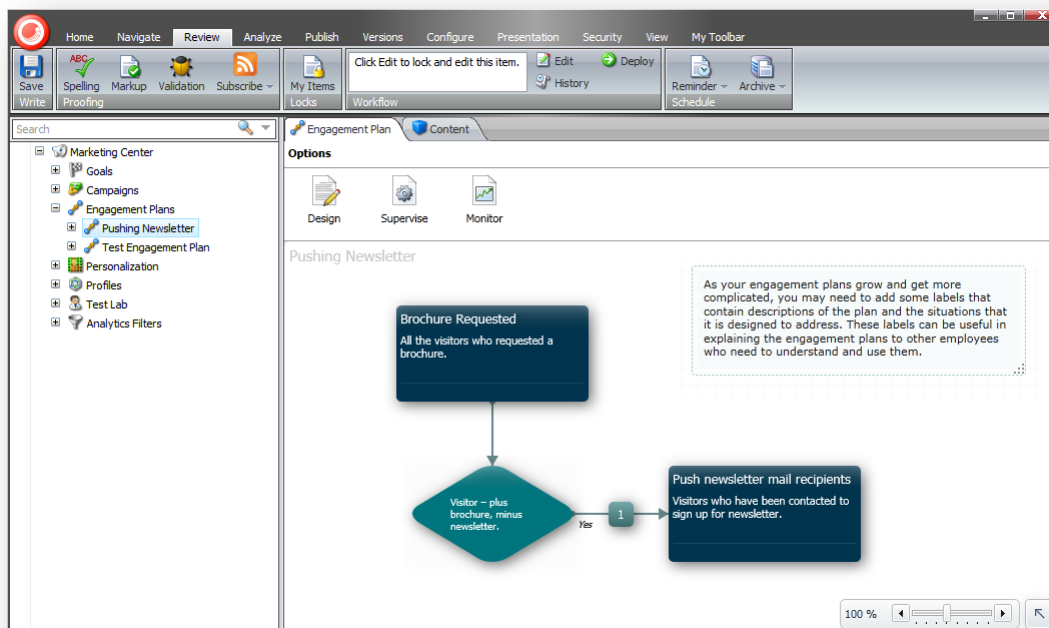 Home Navigate Review Analyze Publish Versions Configure Presentation Security View My Toolbar
Save
Write
ABC
Spelling Markup Validation Subscribe
Proofing
My Items
Locks
Click Edit to lock and edit this item.
Edit Deploy
History
Workflow
Reminder Archive
Schedule
Search
Marketing Center
Goals
Campaigns
Engagement Plans
Pushing Newsletter
Test Engagement Plan
Personalization
Profiles
Test Lab
Analytics Filters
Engagement Plan Content
Options
Design Supervise Monitor
Pushing Newsletter
As your engagement plans grow and get more
complicated, you may need to add some labels that
contain descriptions of the plan and the situations that
it is designed to address. These labels can be useful in
explaining the engagement plans to other employees
who need to understand and use them.
Brochure Requested
All the visitors who requested a
brochure.
Visitor – plus
brochure, minus
newsletter.
Yes
1
Push newsletter mail recipients
Visitors who have been contacted to
sign up for newsletter.
100 %